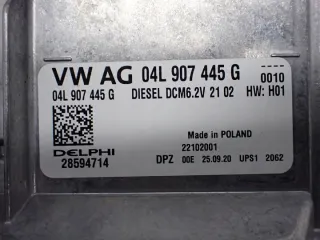 VW AG 04L 907 445 G 0010
04L 907 445 G DIESEL DCM6.2V 21 02 HW: H01
Made in POLAND
DELPHI 22102001
28594714 DPZ 00E 25.09.20 UPS1 2062